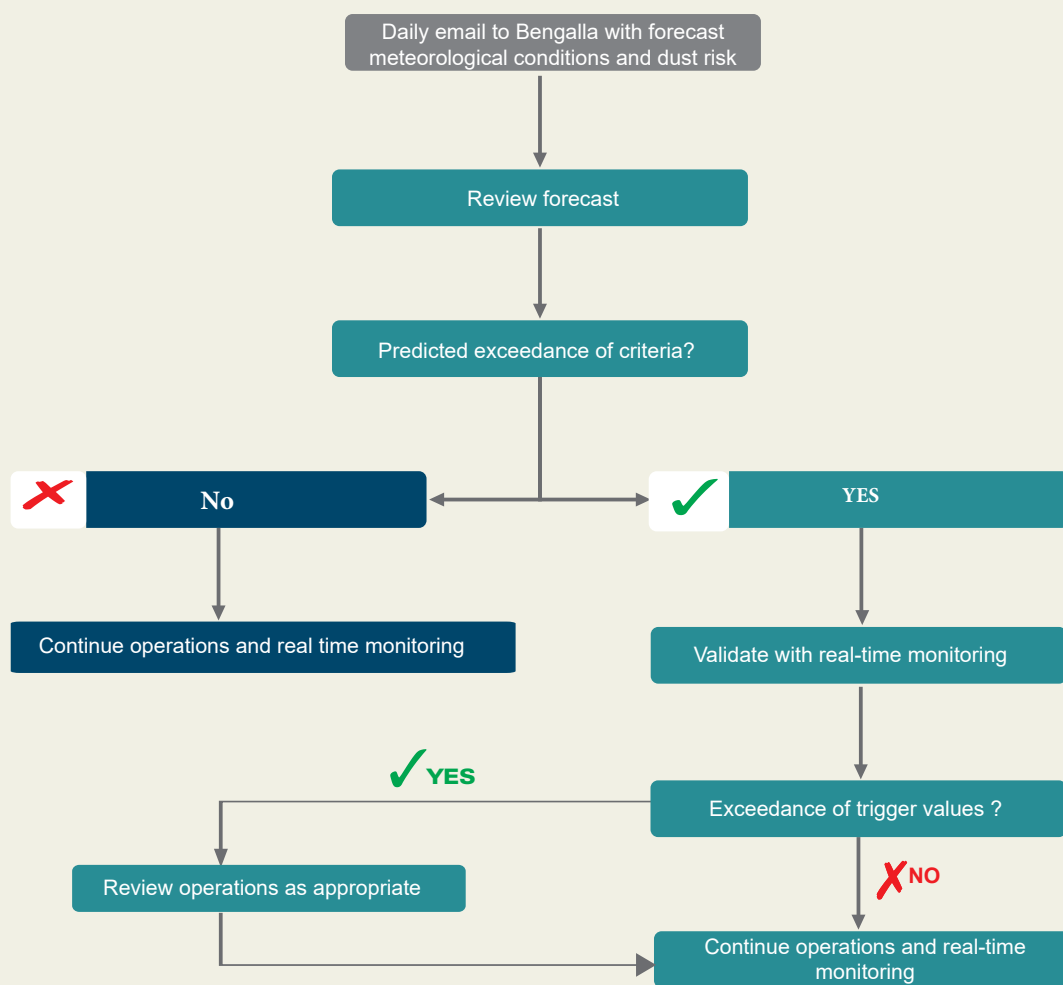 Daily email to Bengalla with forecast
meteorological conditions and dust risk
Review forecast
Predicted exceedance of criteria?
No
YES
Continue operations and real time monitoring
Validate with real-time monitoring
YES
Exceedance of trigger values ?
Review operations as appropriate
NO
Continue operations and real-time
monitoring